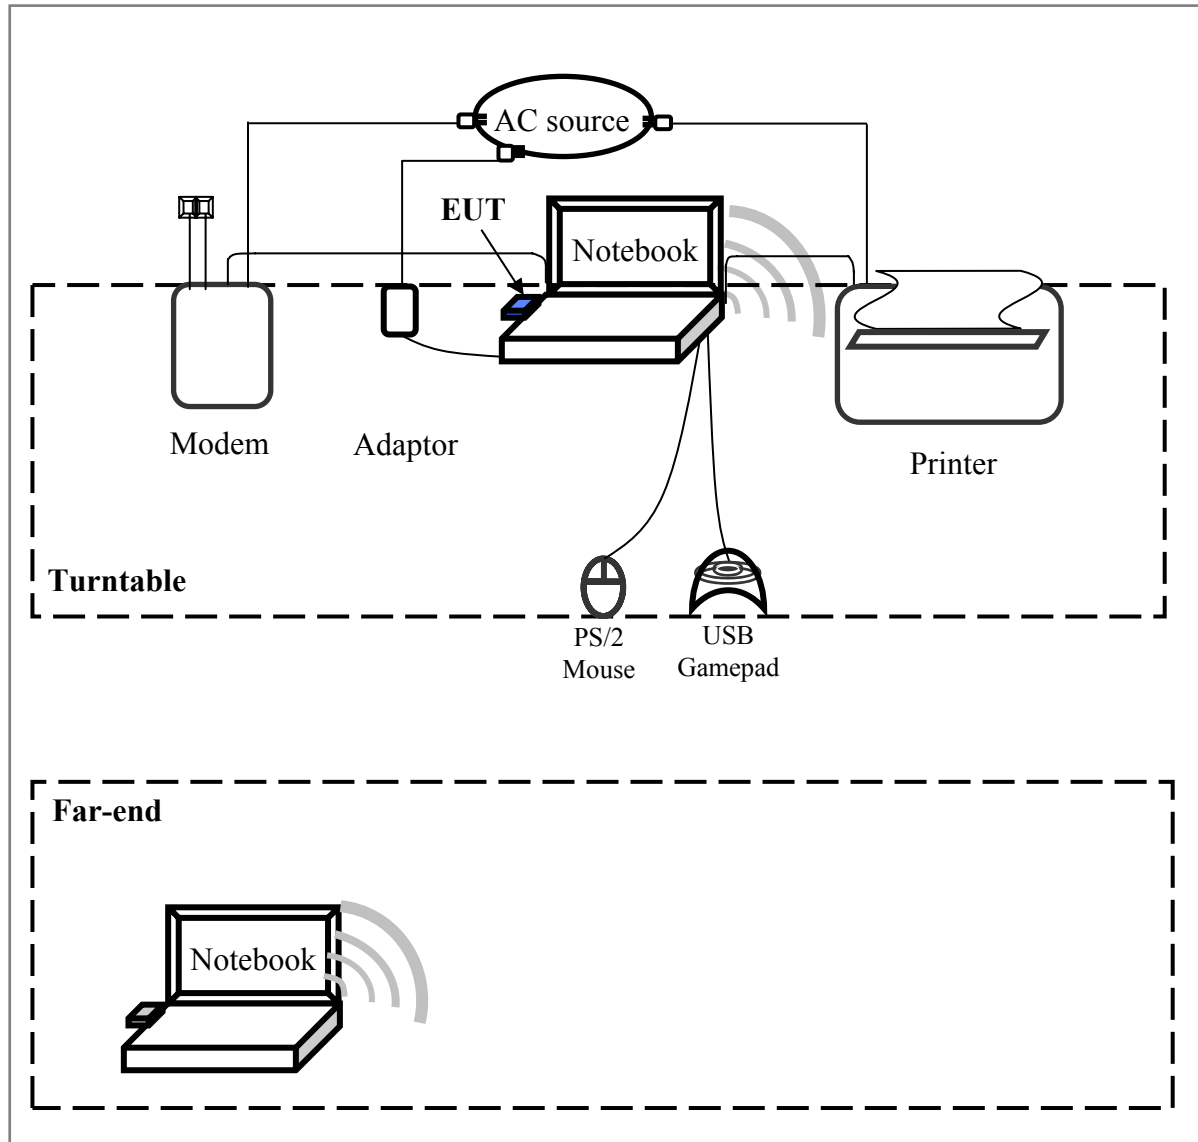 AC source
EUT
Notebook
Modem
Adaptor
Printer
Turntable
PS/2
Mouse
USB
Gamepad
Far-end
Notebook